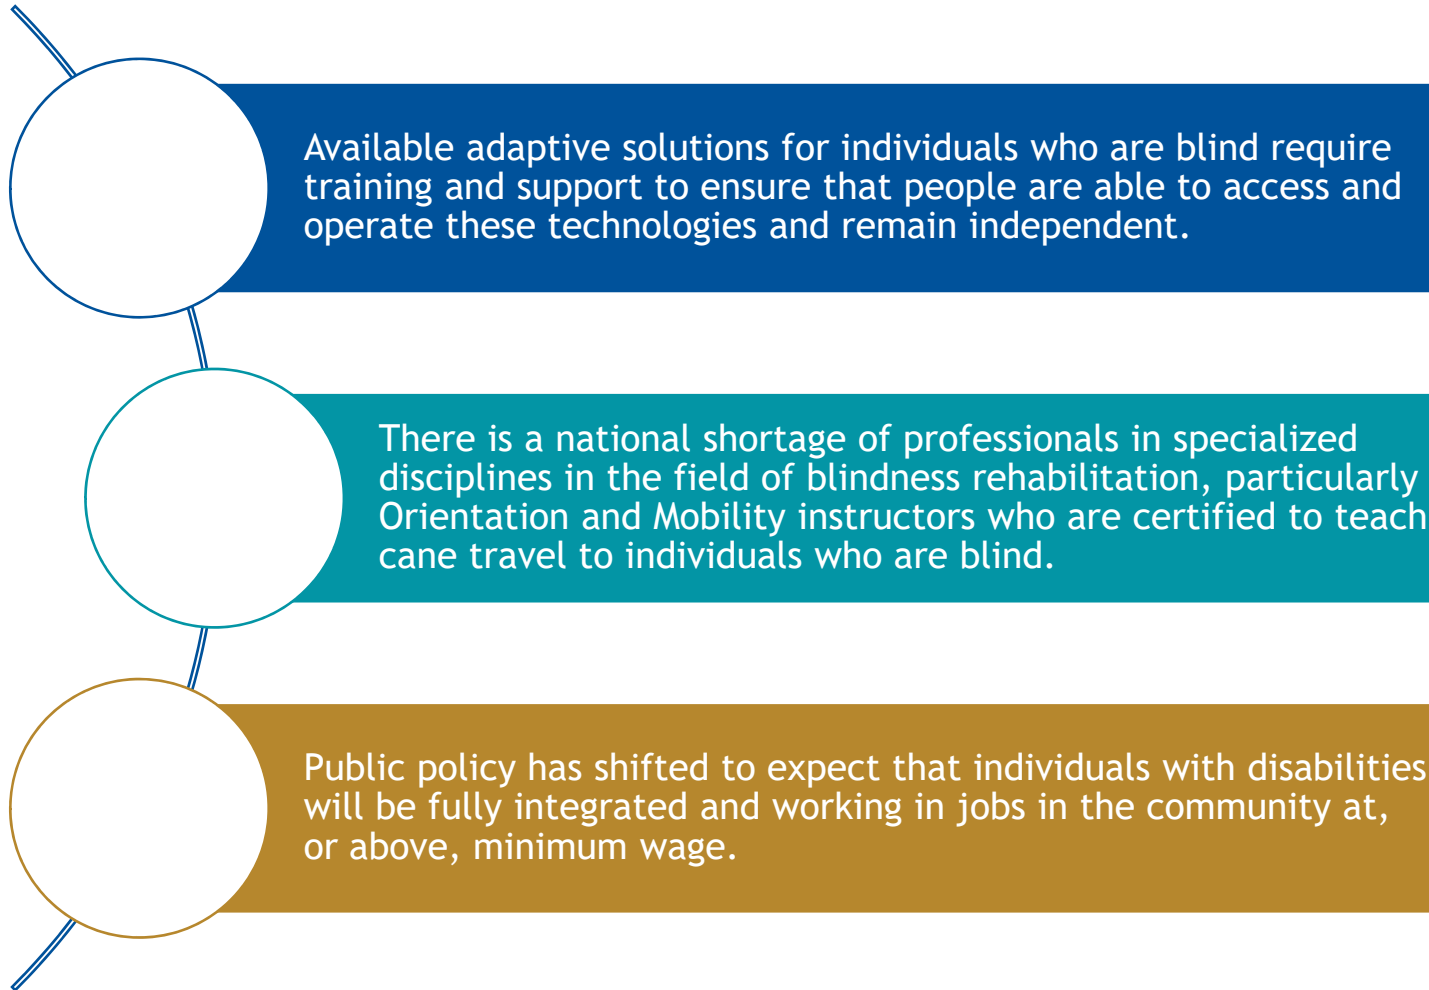 Available adaptive solutions for individuals who are blind require
training and support to ensure that people are able to access and
operate these technologies and remain independent.
There is a national shortage of professionals in specialized
disciplines in the field of blindness rehabilitation, particularly
Orientation and Mobility instructors who are certified to teach
cane travel to individuals who are blind.
Public policy has shifted to expect that individuals with disabilities
will be fully integrated and working in jobs in the community at,
or above, minimum wage.